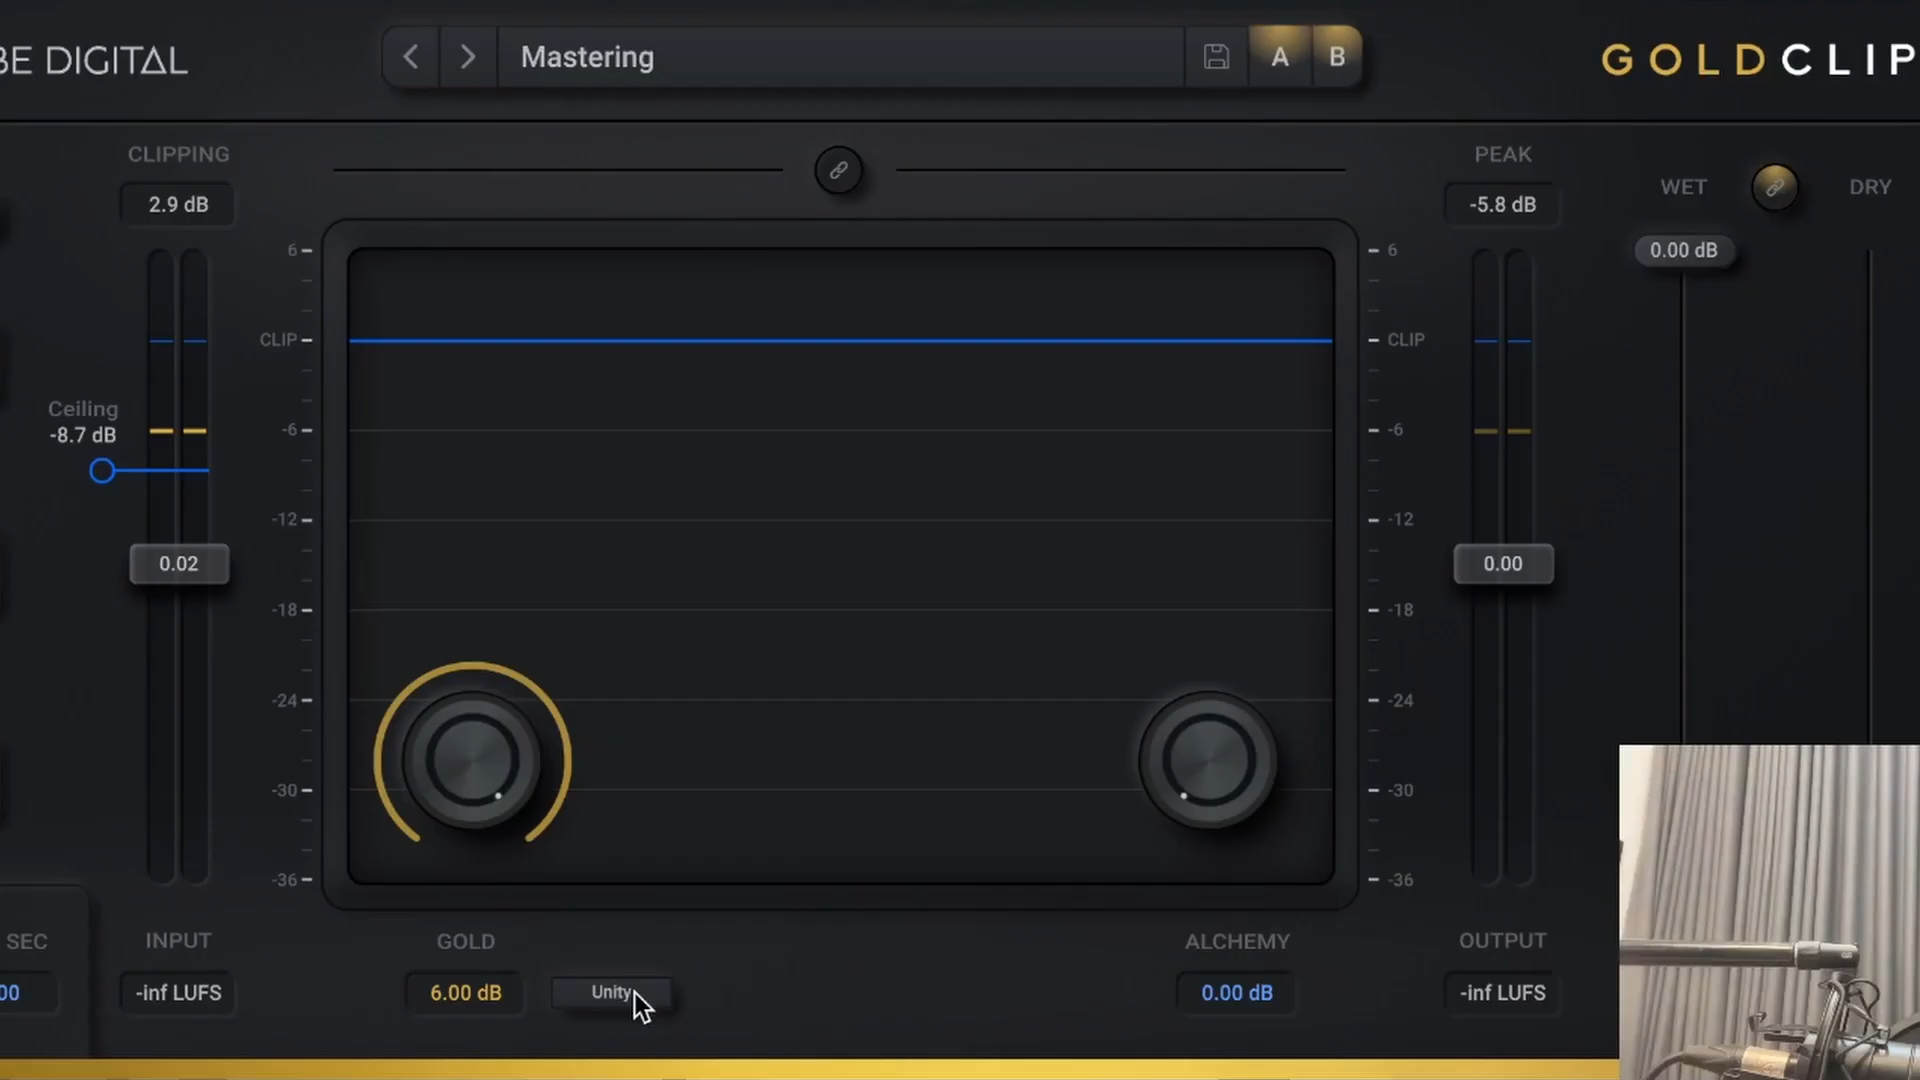 BE DIGITAL
Mastering
A
B
GOLDCLIP
CLIPPING
2.9 dB
PEAK
-5.8 dB
WET
DRY
0.00 dB
6
CLIP
-6
-12
-18
-24
-30
-36
6
CLIP
-6
-12
-18
-24
-30
-36
Ceiling
-8.7 dB
0.02
0.00
SEC
00
INPUT
-inf LUFS
GOLD
6.00 dB
Unity
ALCHEMY
0.00 dB
OUTPUT
-inf LUFS